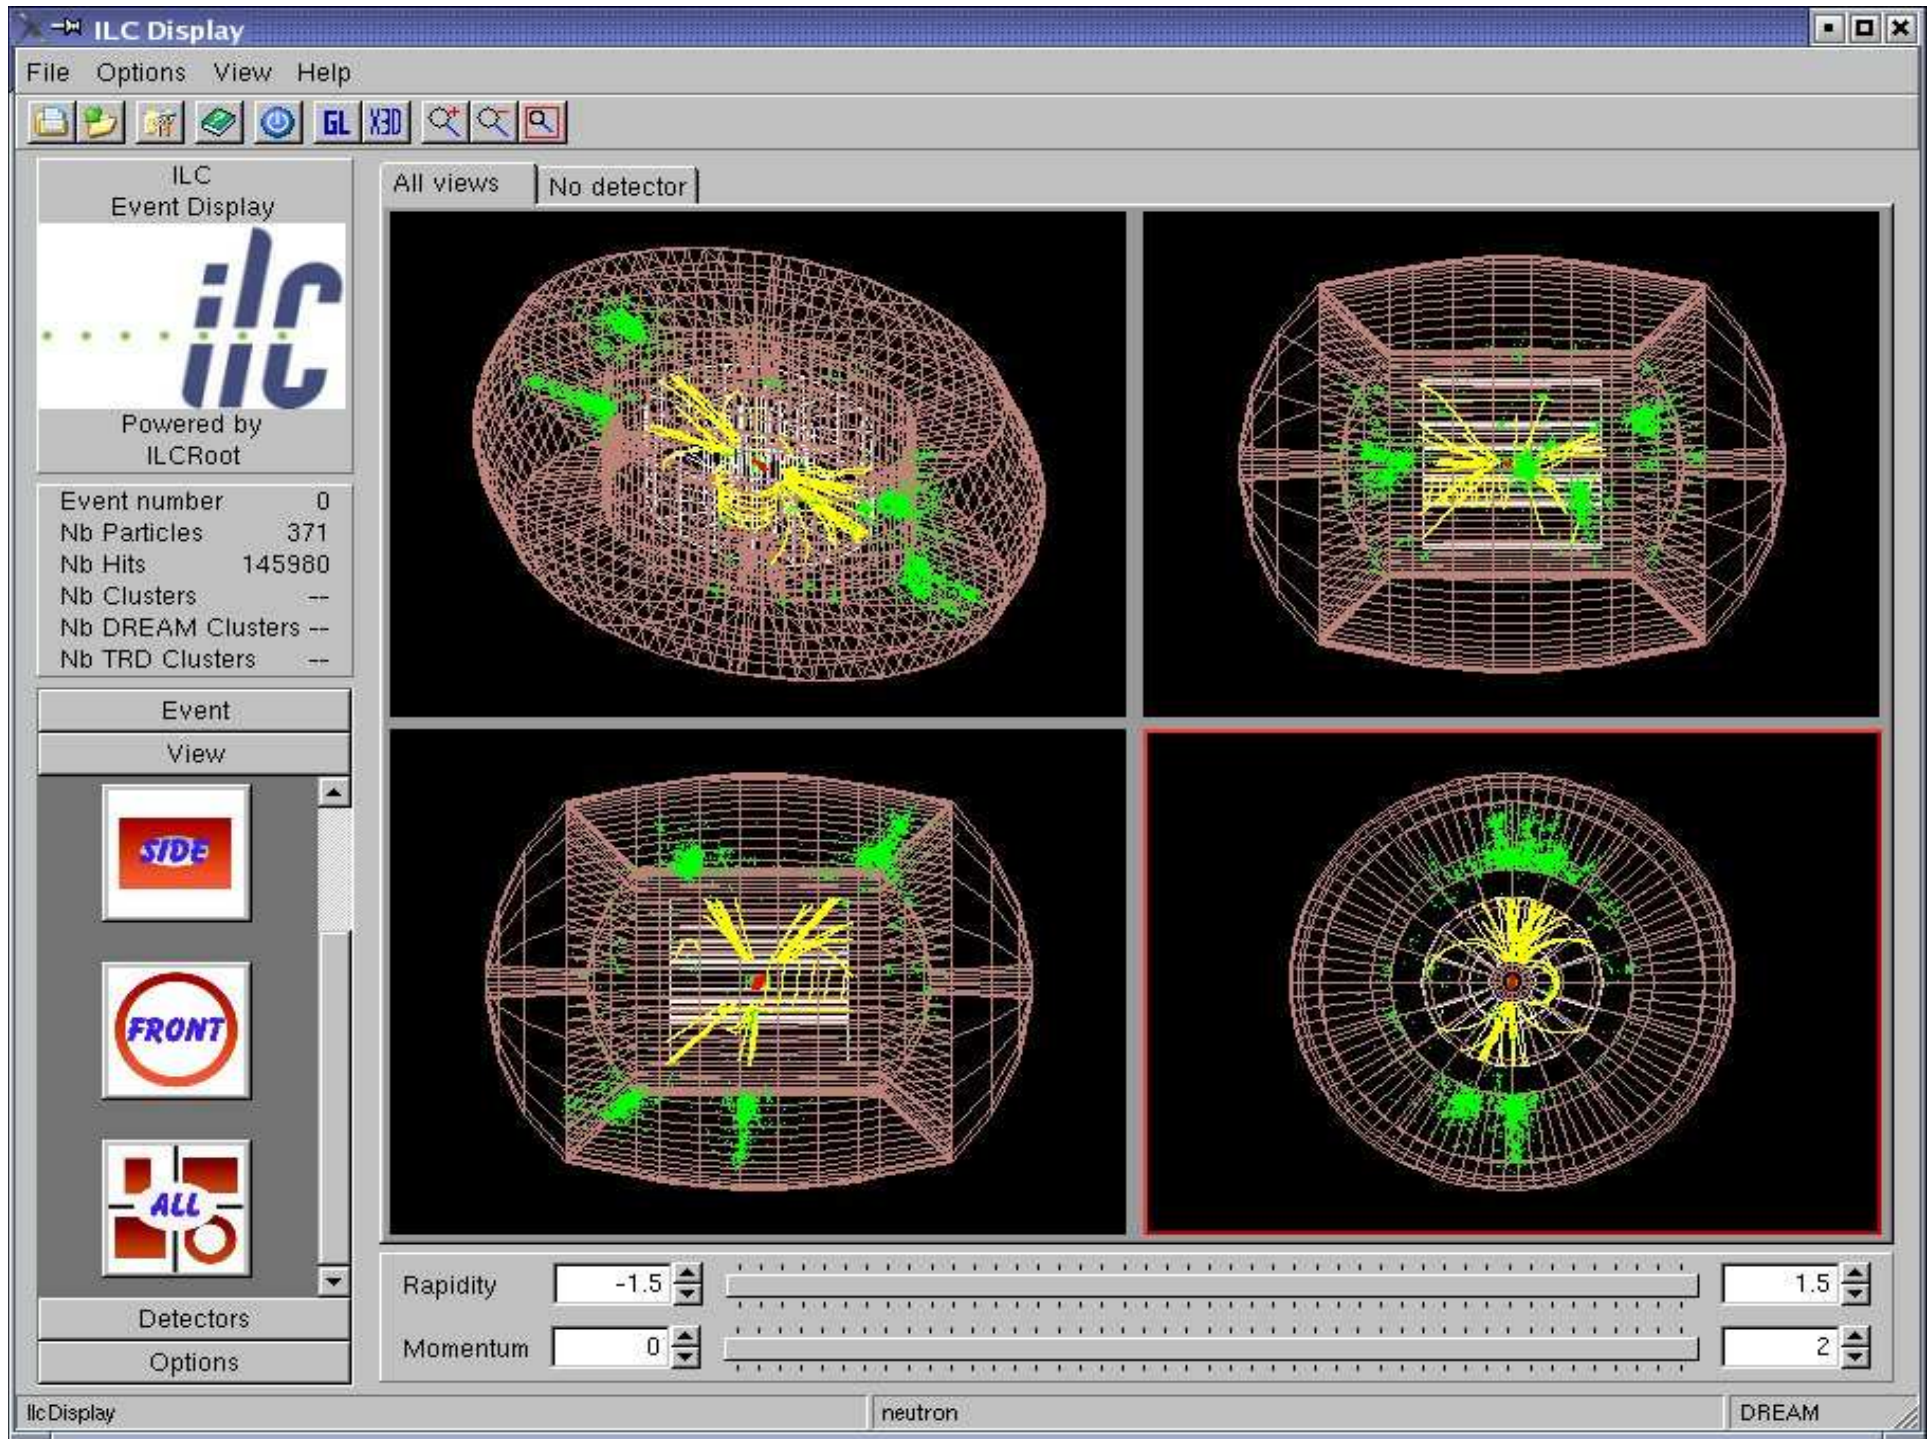 ILC Display
File Options View Help
GL X3D
ILC
Event Display
ilc
Powered by
ILCRoot
Event number 0
Nb Particles 371
Nb Hits 145980
Nb Clusters --
Nb DREAM Clusters --
Nb TRD Clusters --
Event
View
SIDE
FRONT
ALL
Detectors
Options
All views No detector
Rapidity -1.5 1.5
Momentum 0 2
IlcDisplay neutron DREAM